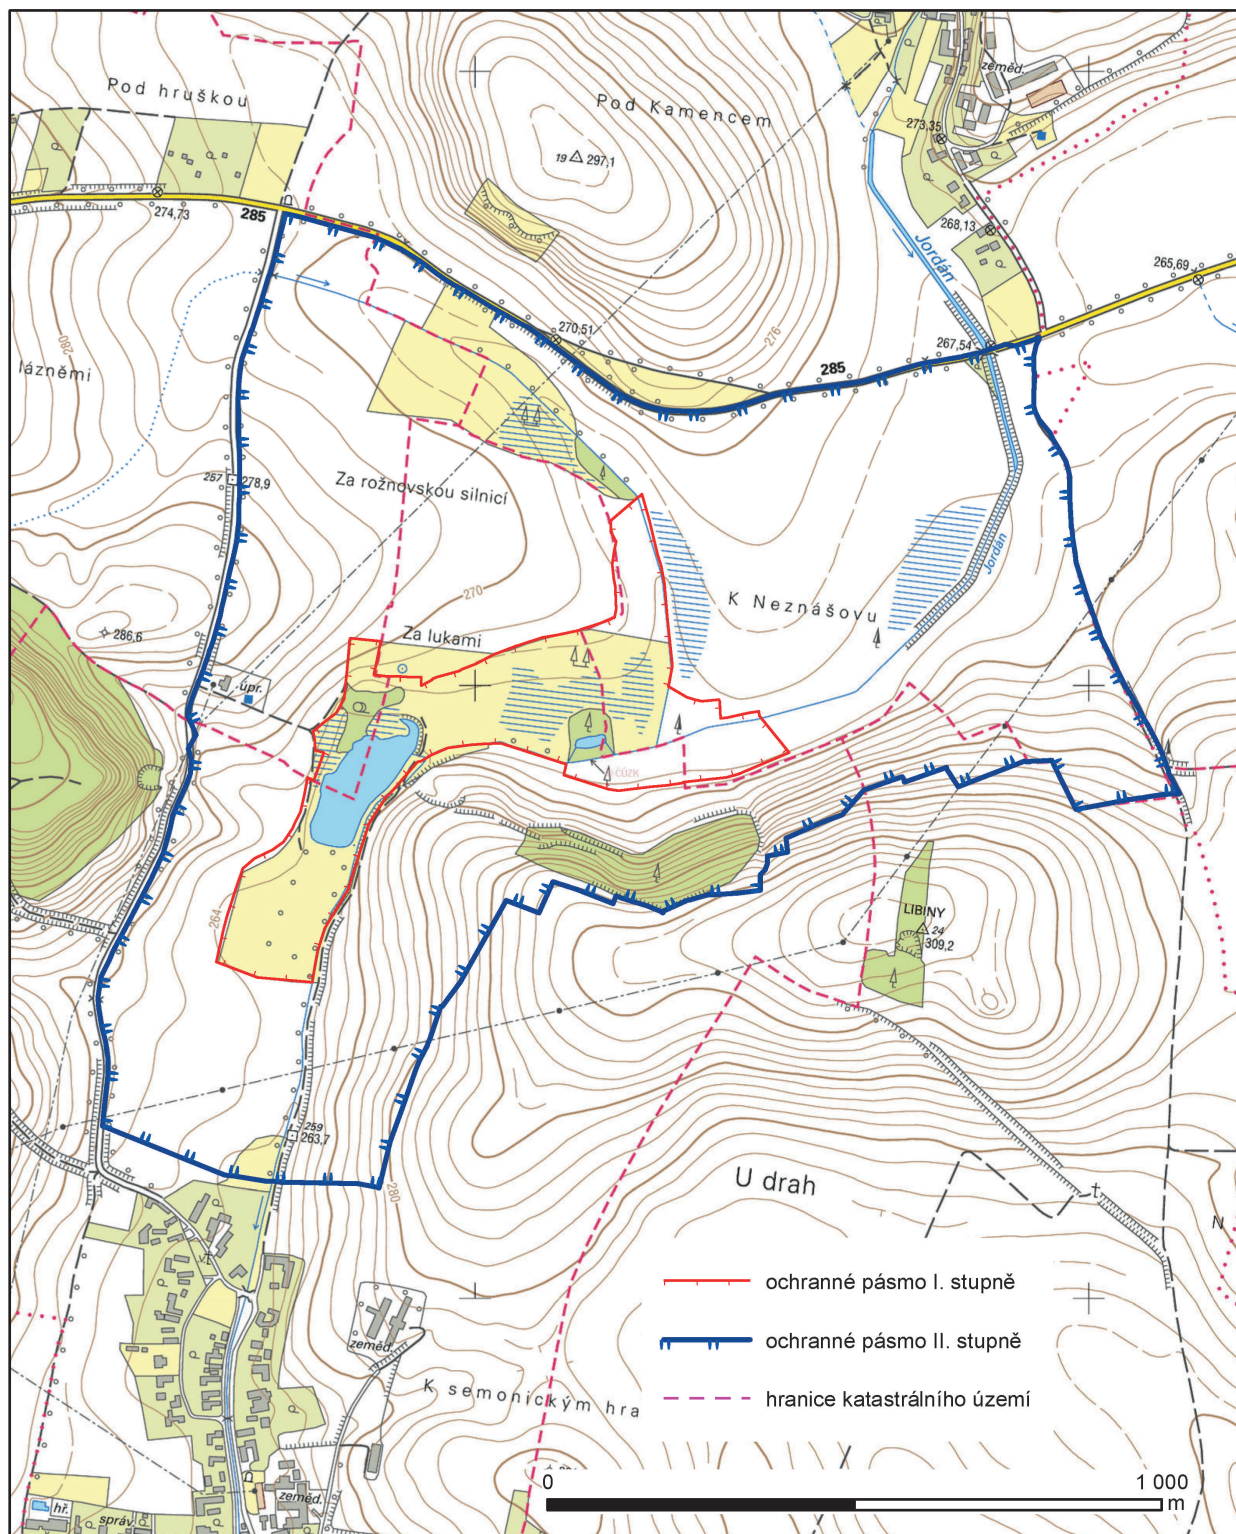 Pod hruškou
Pod Kamencem
zeměd.
273,35
19 297,1
274,73
285
268,13
Jordán
265,69
280
270,51
276
267,54
285
lázněmi
257 278,9
Za rožnovskou silnicí
Jordán
270
K Neznášovu
286,6
Za lukami
úpr.
ČÚZK
264
LIBINY
24
309,2
259
263,7
280
U drah
N
ochranné pásmo I. stupně
ochranné pásmo II. stupně
zeměd.
hranice katastrálního území
K semonickým hra
0
1 000
m
zeměd.
hř.
správ.